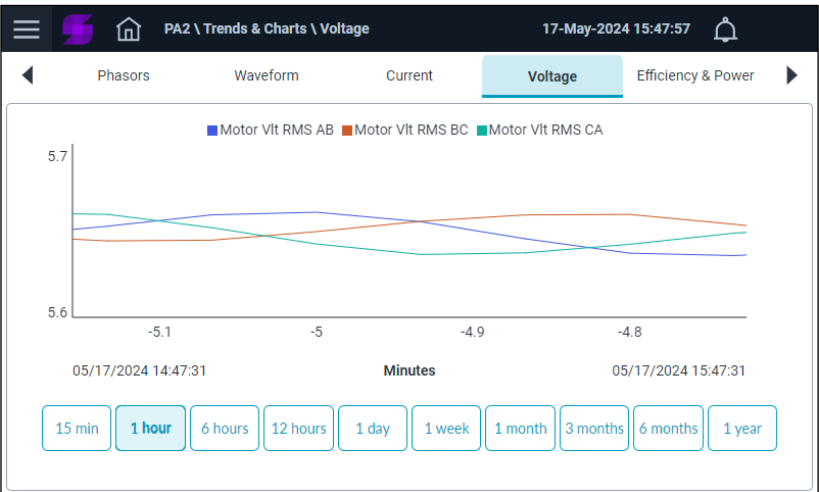 PA2 \ Trends & Charts \ Voltage 17-May-2024 15:47:57
Phasors Waveform Current Voltage Efficiency & Power
Motor Vlt RMS AB Motor Vlt RMS BC Motor Vlt RMS CA
5.7
5.6
-5.1 -5 -4.9 -4.8
05/17/2024 14:47:31 Minutes 05/17/2024 15:47:31
15 min 1 hour 6 hours 12 hours 1 day 1 week 1 month 3 months 6 months 1 year